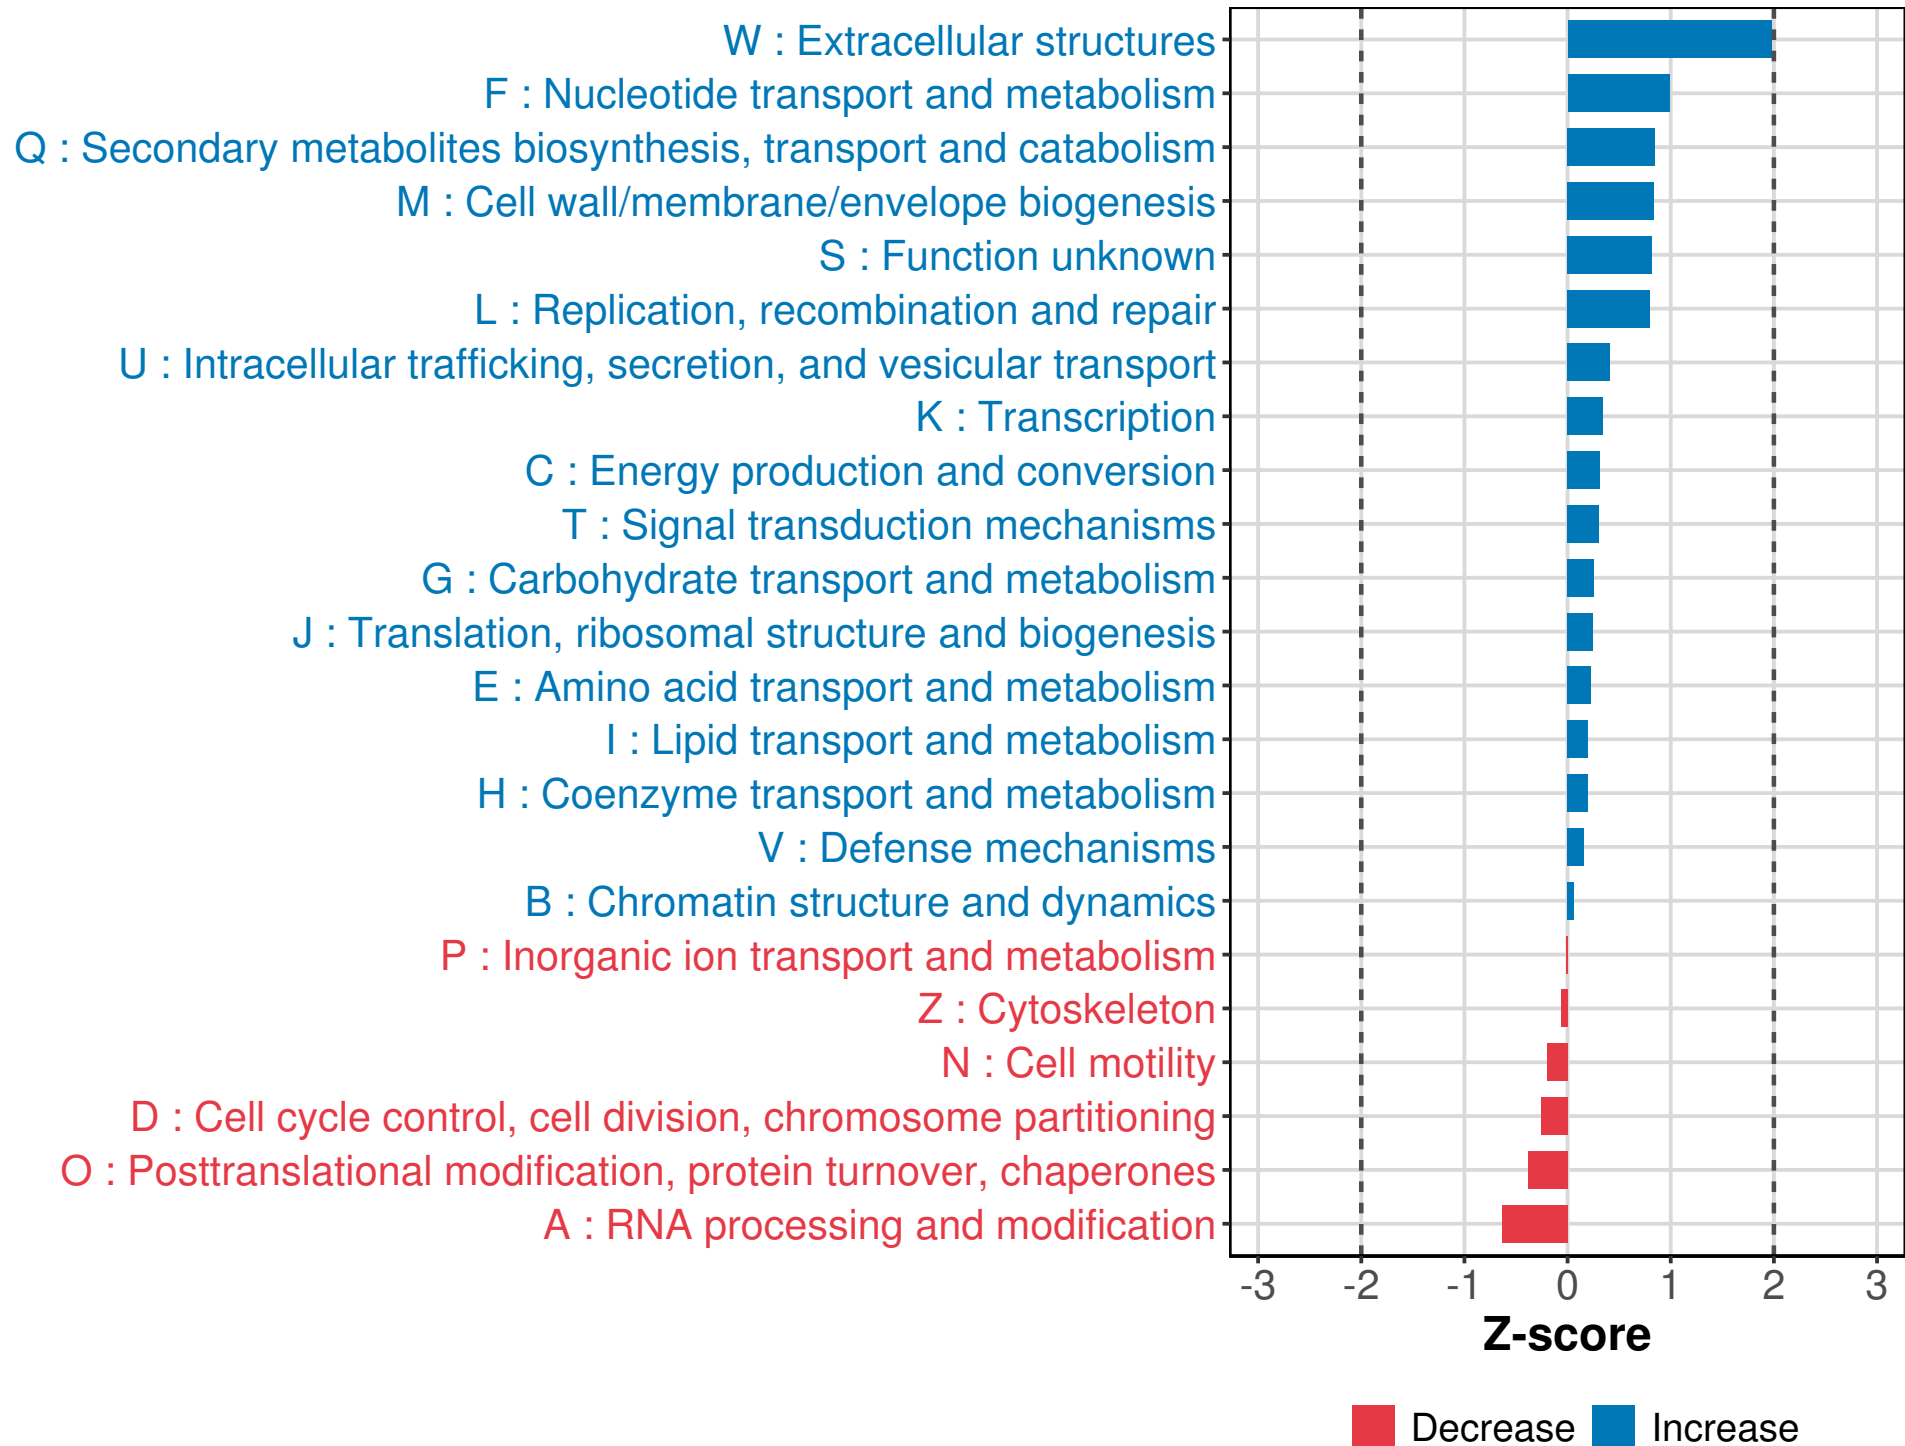 W : Extracellular structures
F : Nucleotide transport and metabolism
Q : Secondary metabolites biosynthesis, transport and catabolism
M : Cell wall/membrane/envelope biogenesis
S : Function unknown
L : Replication, recombination and repair
U : Intracellular trafficking, secretion, and vesicular transport
K : Transcription
C : Energy production and conversion
T : Signal transduction mechanisms
G : Carbohydrate transport and metabolism
J : Translation, ribosomal structure and biogenesis
E : Amino acid transport and metabolism
I : Lipid transport and metabolism
H : Coenzyme transport and metabolism
V : Defense mechanisms
B : Chromatin structure and dynamics
P : Inorganic ion transport and metabolism
Z : Cytoskeleton
N : Cell motility
D : Cell cycle control, cell division, chromosome partitioning
O : Posttranslational modification, protein turnover, chaperones
A : RNA processing and modification
-3 -2 -1 0 1 2 3
Z-score
Decrease Increase